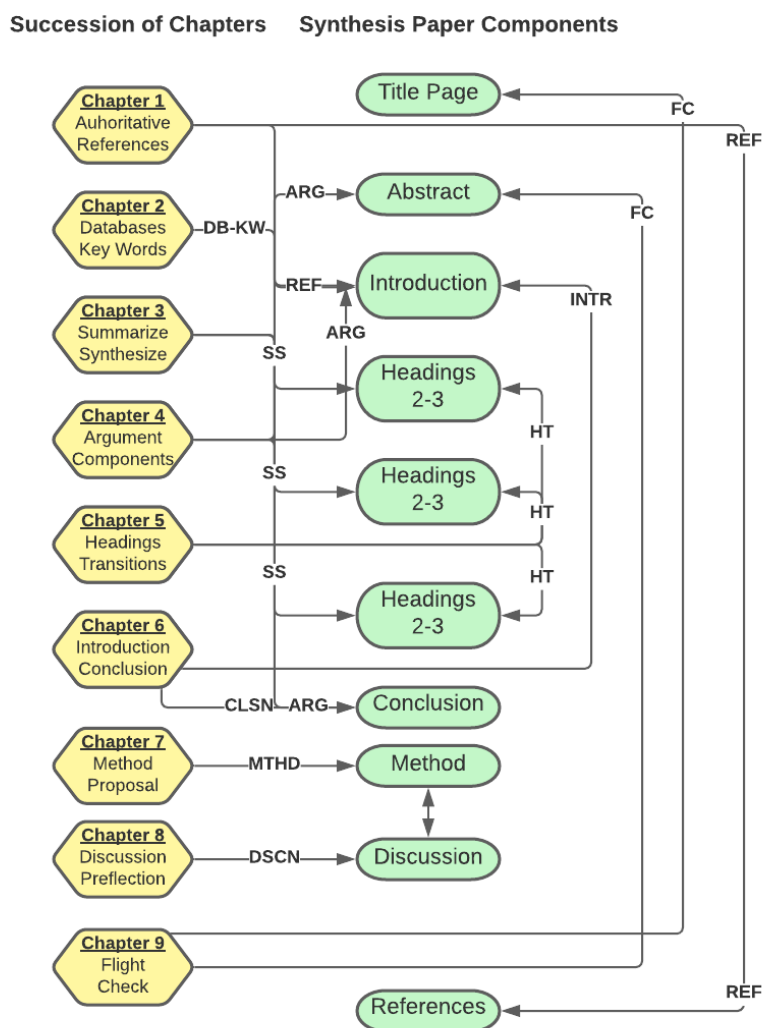 Succession of Chapters
Synthesis Paper Components
Chapter 1
Auhoritative
References
Title Page
FC
REF
Chapter 2
Databases
Key Words
DB-KW
ARG
Abstract
FC
REF
Introduction
INTR
Chapter 3
Summarize
Synthesize
ARG
SS
Headings
2-3
Chapter 4
Argument
Components
HT
SS
Headings
2-3
Chapter 5
Headings
Transitions
HT
SS
HT
Headings
2-3
Chapter 6
Introduction
Conclusion
CLSN
ARG
Conclusion
Chapter 7
Method
Proposal
MTHD
Method
Chapter 8
Discussion
Preflection
DSCN
Discussion
Chapter 9
Flight
Check
REF
References